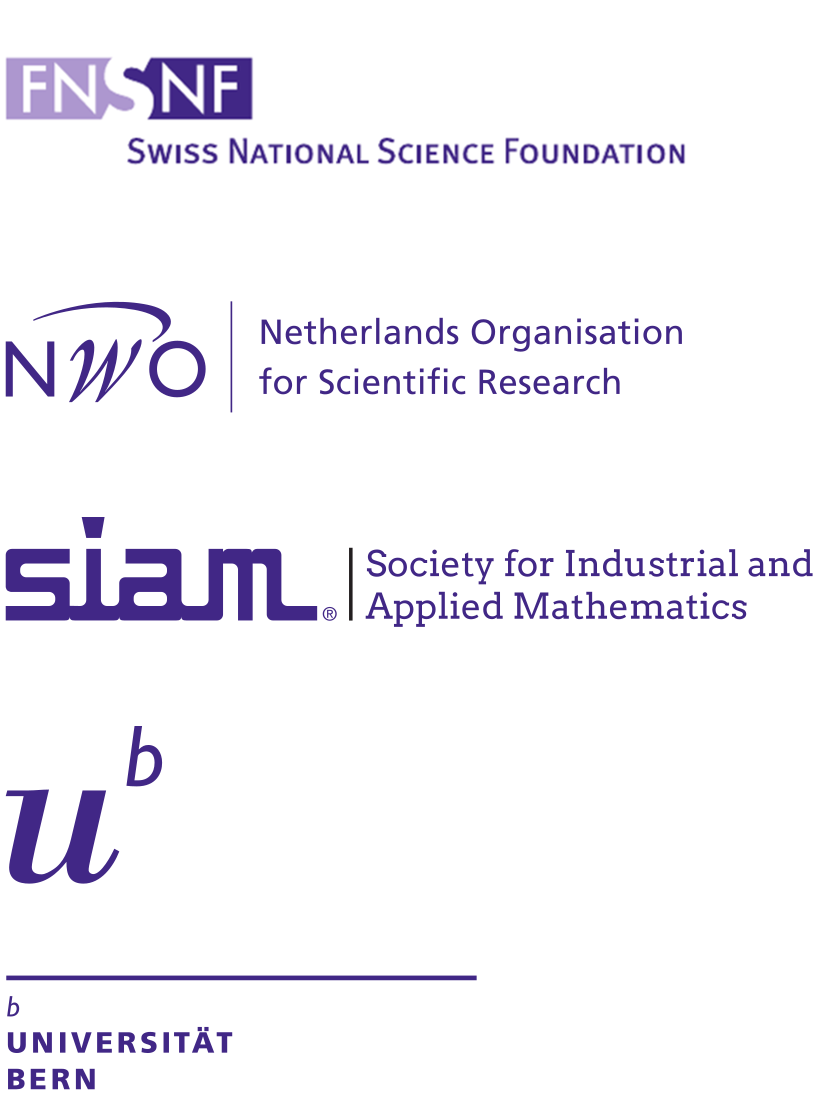 FNSNF
SWISS NATIONAL SCIENCE FOUNDATION
NWO
Netherlands Organisation
for Scientific Research
siam®
Society for Industrial and
Applied Mathematics
u b
b
UNIVERSITÄT
BERN